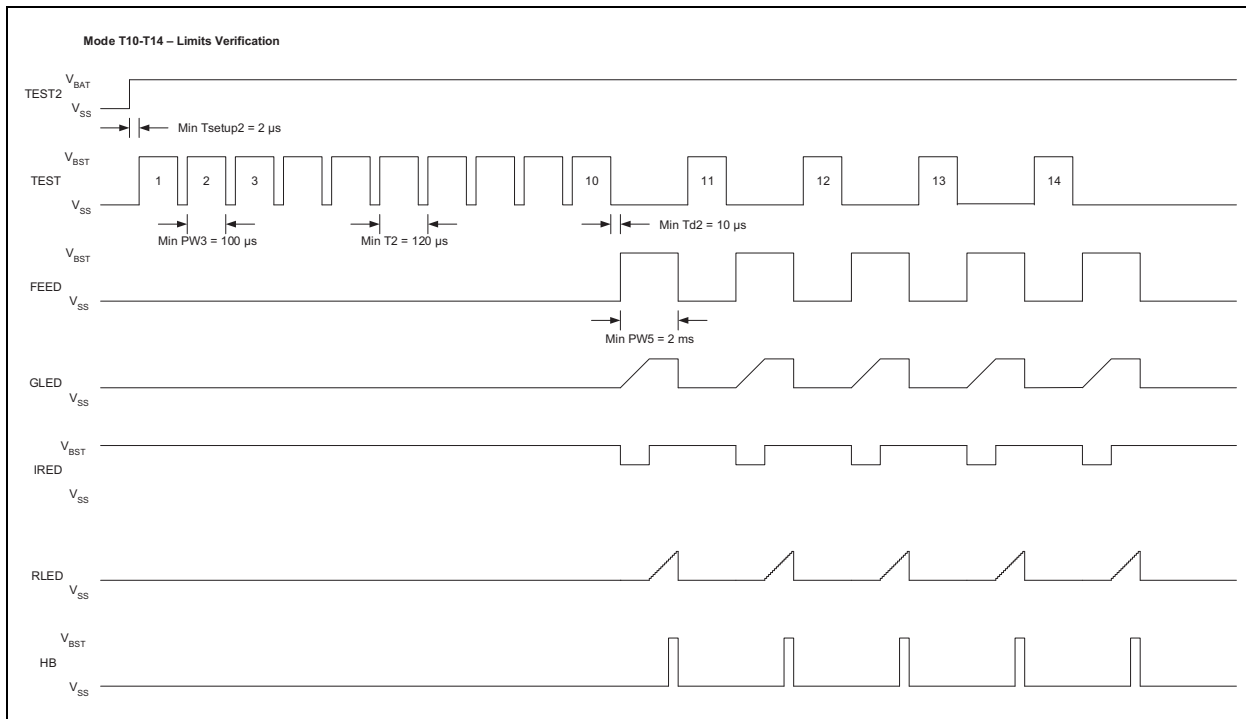 Mode T10-T14 – Limits Verification
VBAT
TEST2
VSS
Min Tsetup2 = 2 µs
VBST
TEST
VSS
1
2
3
10
11
12
13
14
Min PW3 = 100 µs
Min T2 = 120 µs
Min Td2 = 10 µs
VBST
FEED
VSS
Min PW5 = 2 ms
GLED
VSS
VBST
IRED
VSS
RLED
VSS
VBST
HB
VSS